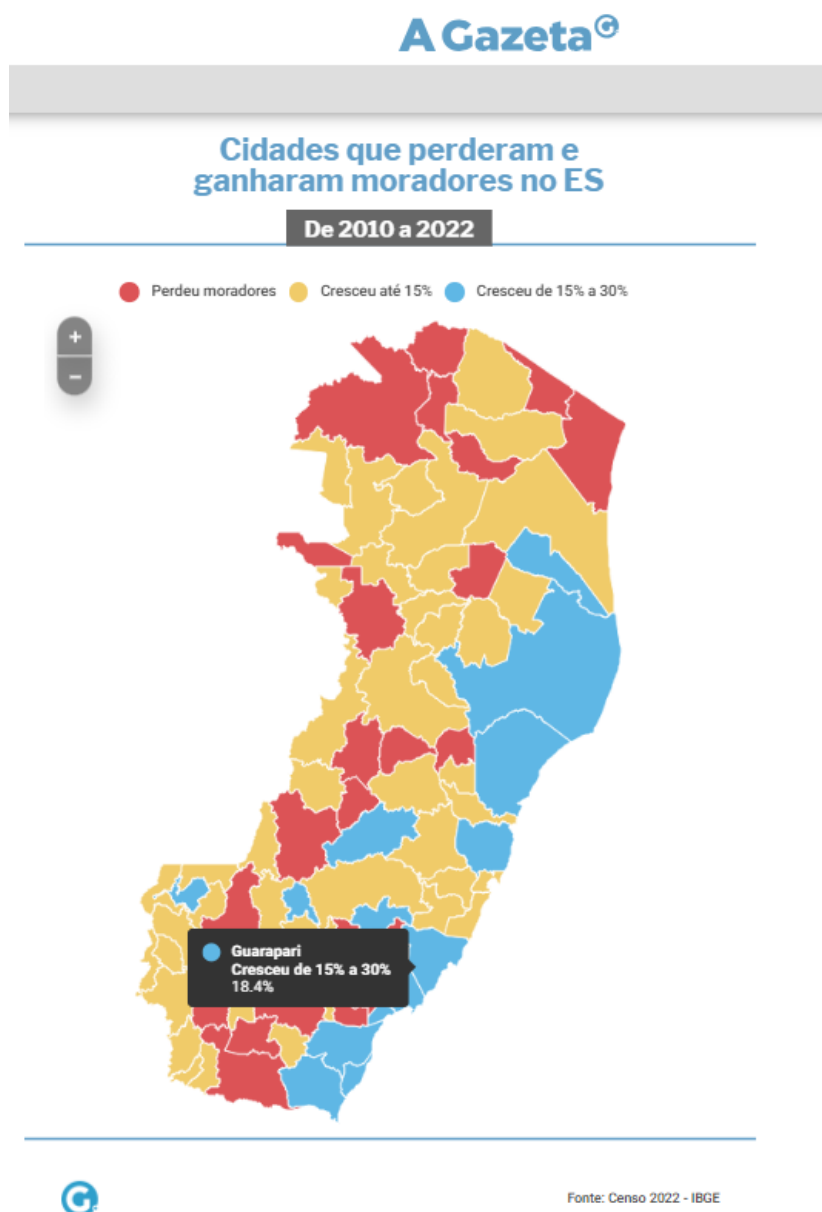 A Gazeta G.
Cidades que perderam e
ganharam moradores no ES
De 2010 a 2022
Perdeu moradores Cresceu até 15% Cresceu de 15% a 30%
+
−
Guarapari
Cresceu de 15% a 30%
18.4%
G.
Fonte: Censo 2022 - IBGE